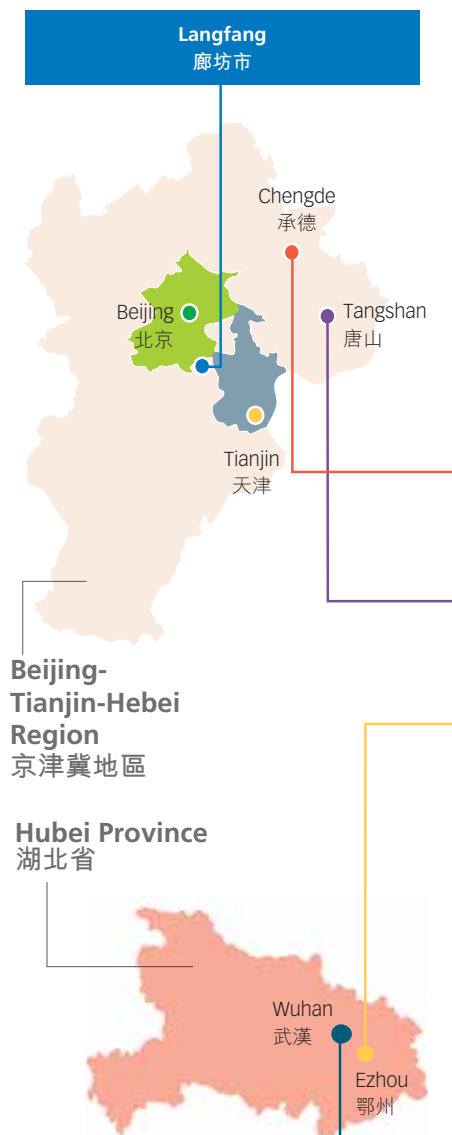 Langfang
廊坊市
Chengde
承德
Beijing
北京
Tangshan
唐山
Tianjin
天津
Beijing-
Tianjin-Hebei
Region
京津冀地區
Hubei Province
湖北省
Wuhan
武漢
Ezhou
鄂州